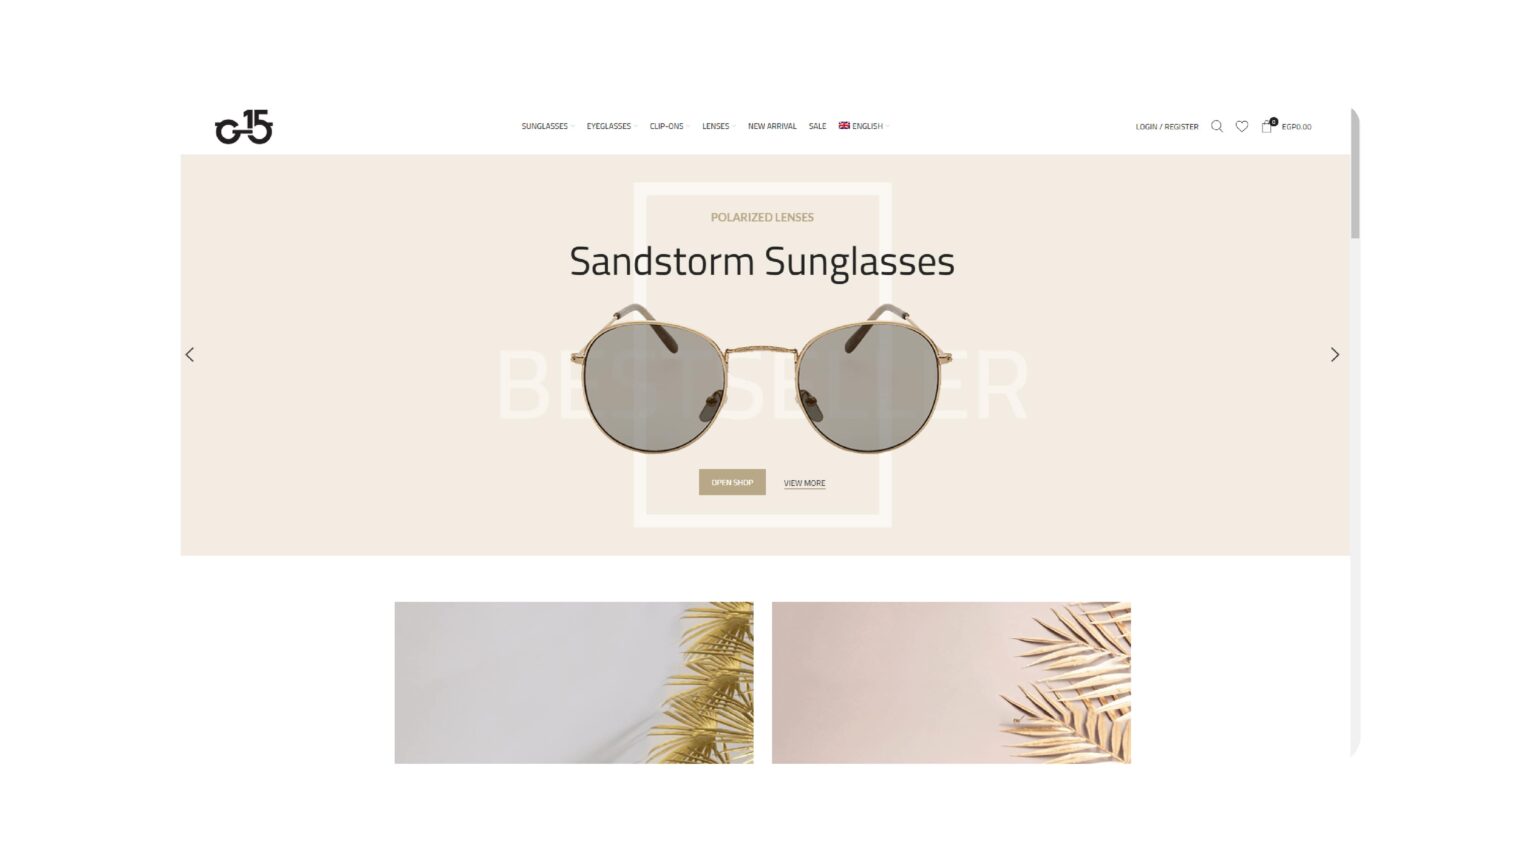 G15
SUNGLASSES EYEGLASSES CLIP-ONS LENSES NEW ARRIVAL SALE ENGLISH
LOGIN / REGISTER 0 EGP0.00
POLARIZED LENSES
Sandstorm Sunglasses
BESTSELLER
OPEN SHOP VIEW MORE